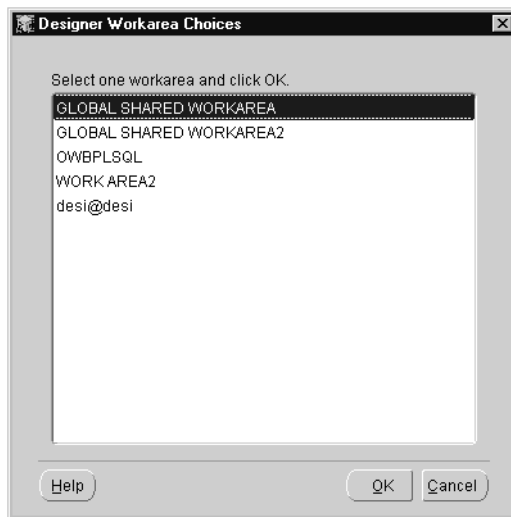 Designer Workarea Choices
Select one workarea and click OK.
GLOBAL SHARED WORKAREA
GLOBAL SHARED WORKAREA2
OWBPLSQL
WORK AREA2
desi@desi
Help OK Cancel